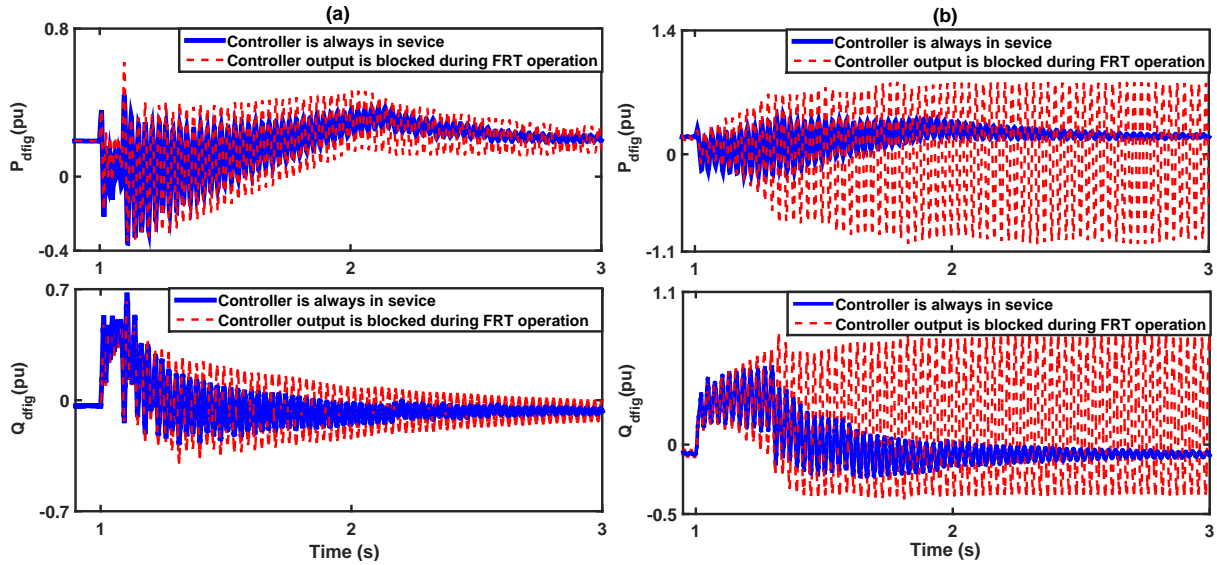 (a)
0.8
Controller is always in sevice
Controller output is blocked during FRT operation
P_dfig(pu)
0
-0.4
1
2
3
0.7
Controller is always in sevice
Controller output is blocked during FRT operation
Q_dfig(pu)
0
-0.7
1
2
3
Time (s)
(b)
1.4
Controller is always in sevice
Controller output is blocked during FRT operation
P_dfig(pu)
0
-1.1
1
2
3
1.1
Controller is always in sevice
Controller output is blocked during FRT operation
Q_dfig(pu)
0
-0.5
1
2
3
Time (s)